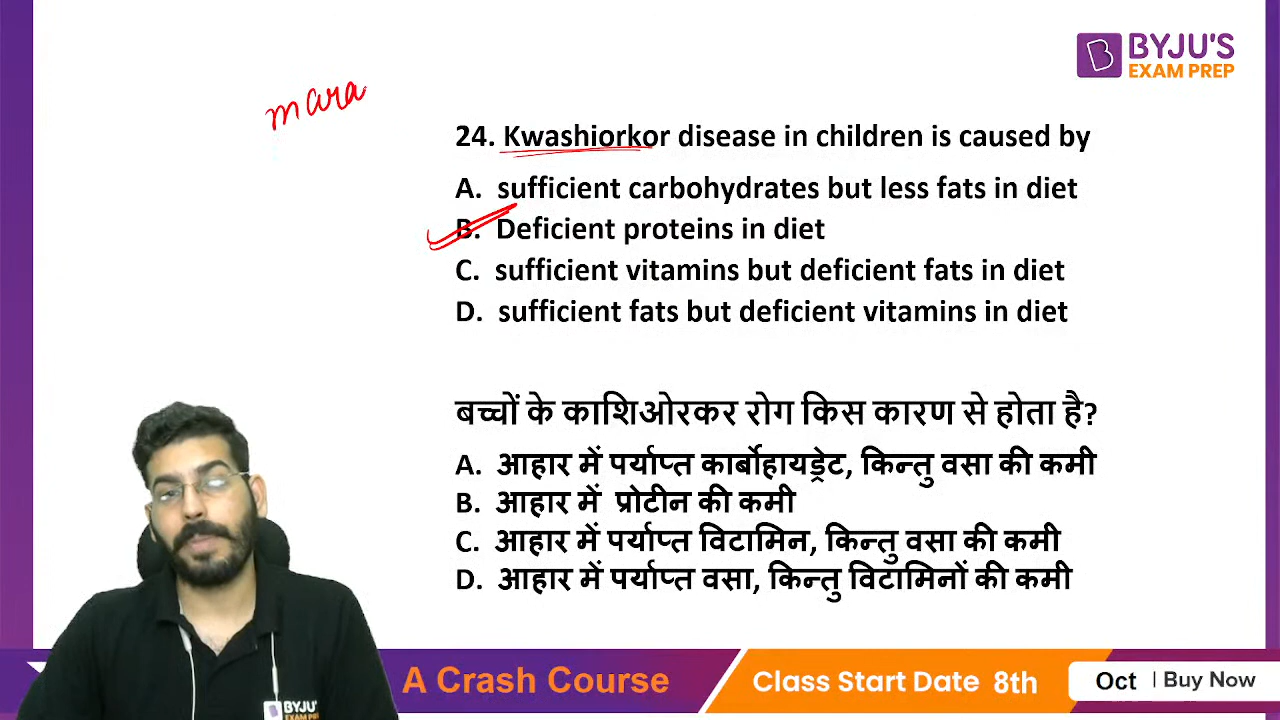 BYJU'S
EXAM PREP
mara
24. Kwashiorkor disease in children is caused by
A. sufficient carbohydrates but less fats in diet
B. Deficient proteins in diet
C. sufficient vitamins but deficient fats in diet
D. sufficient fats but deficient vitamins in diet
बच्चों के काशिओरकर रोग किस कारण से होता है?
A. आहार में पर्याप्त कार्बोहायड्रेट, किन्तु वसा की कमी
B. आहार में प्रोटीन की कमी
C. आहार में पर्याप्त विटामिन, किन्तु वसा की कमी
D. आहार में पर्याप्त वसा, किन्तु विटामिनों की कमी
BYJU'S
EXAM PREP
A Crash Course
Class Start Date 8th
Oct | Buy Now